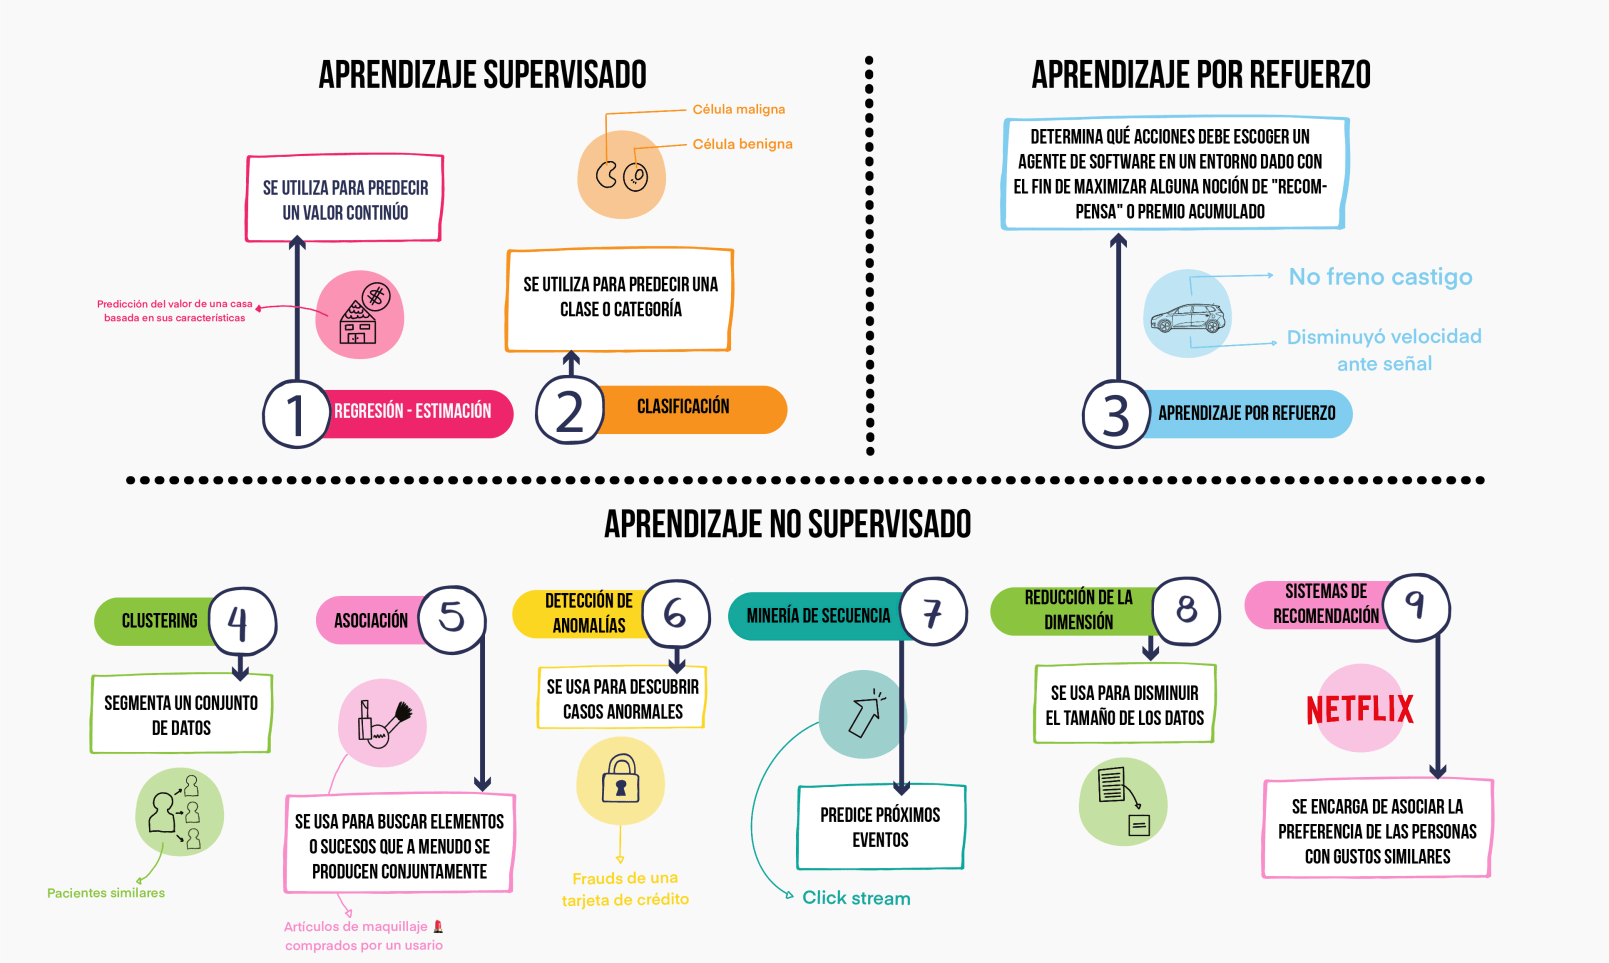 APRENDIZAJE SUPERVISADO
Célula maligna
Célula benigna
SE UTILIZA PARA PREDECIR
UN VALOR CONTINÚO
Predicción del valor de una casa
basada en sus características
$
SE UTILIZA PARA PREDECIR UNA
CLASE O CATEGORÍA
1
REGRESIÓN - ESTIMACIÓN
2
CLASIFICACIÓN
APRENDIZAJE POR REFUERZO
DETERMINA QUÉ ACCIONES DEBE ESCOGER UN
AGENTE DE SOFTWARE EN UN ENTORNO DADO CON
EL FIN DE MAXIMIZAR ALGUNA NOCIÓN DE "RECOM-
PENSA" O PREMIO ACUMULADO
No freno castigo
Disminuyó velocidad
ante señal
3
APRENDIZAJE POR REFUERZO
APRENDIZAJE NO SUPERVISADO
CLUSTERING
4
SEGMENTA UN CONJUNTO
DE DATOS
Pacientes similares
ASOCIACIÓN
5
SE USA PARA BUSCAR ELEMENTOS
O SUCESOS QUE A MENUDO SE
PRODUCEN CONJUNTAMENTE
Artículos de maquillaje 💄
comprados por un usario
DETECCIÓN DE
ANOMALÍAS
6
SE USA PARA DESCUBRIR
CASOS ANORMALES
Frauds de una
tarjeta de crédito
MINERÍA DE SECUENCIA
7
PREDICE PRÓXIMOS
EVENTOS
Click stream
REDUCCIÓN DE LA
DIMENSIÓN
8
SE USA PARA DISMINUIR
EL TAMAÑO DE LOS DATOS
SISTEMAS DE
RECOMENDACIÓN
9
NETFLIX
SE ENCARGA DE ASOCIAR LA
PREFERENCIA DE LAS PERSONAS
CON GUSTOS SIMILARES